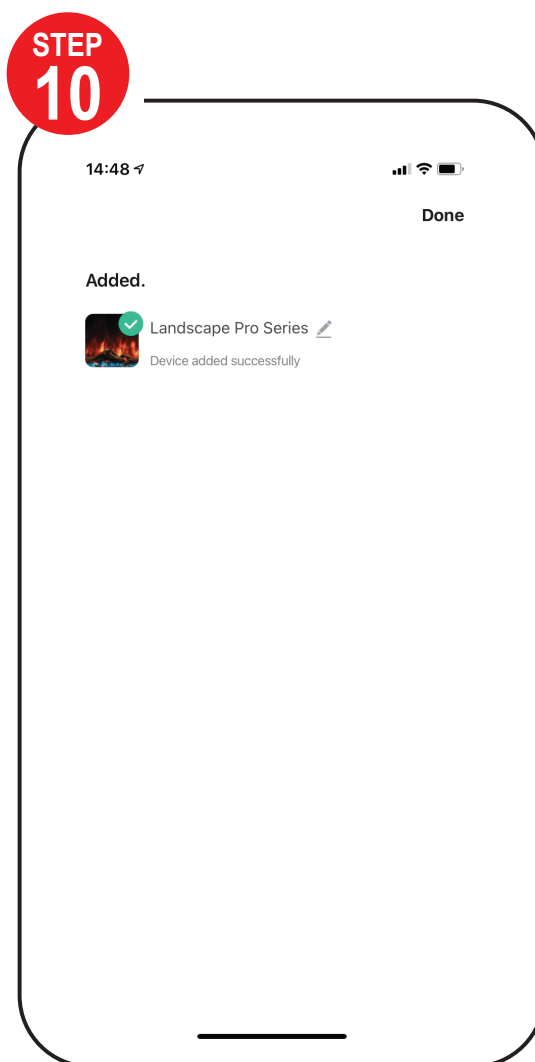 STEP
10
14:48
Done
Added.
Landscape Pro Series
Device added successfully